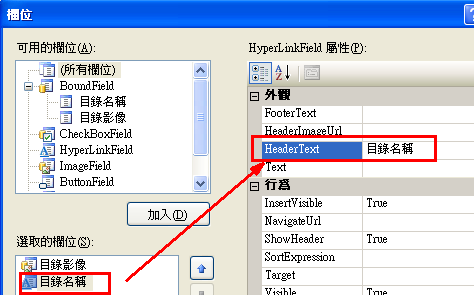 欄位
可用的欄位(A):
(所有欄位)
BoundField
目錄名稱
目錄影像
CheckBoxField
HyperLinkField
ImageField
ButtonField
加入(D)
選取的欄位(S):
目錄影像
目錄名稱
HyperLinkField 屬性(P):
外觀
FooterText
HeaderImageUrl
HeaderText 目錄名稱
Text
行為
InsertVisible True
NavigateUrl
ShowHeader True
SortExpression
Target
Visible True